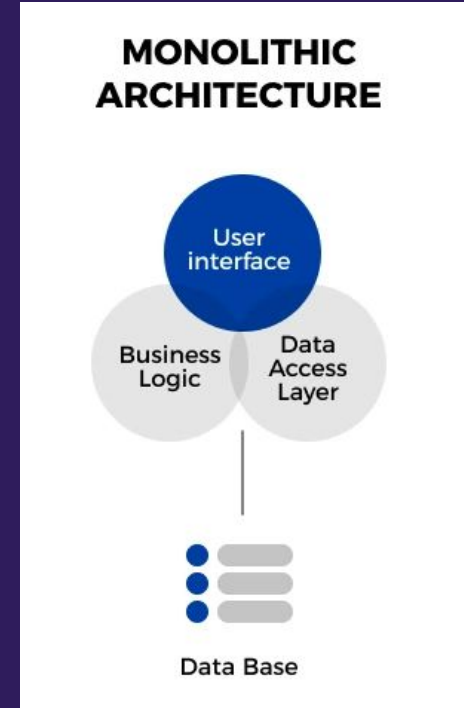 MONOLITHIC
ARCHITECTURE
User
interface
Business
Logic
Data
Access
Layer
Data Base